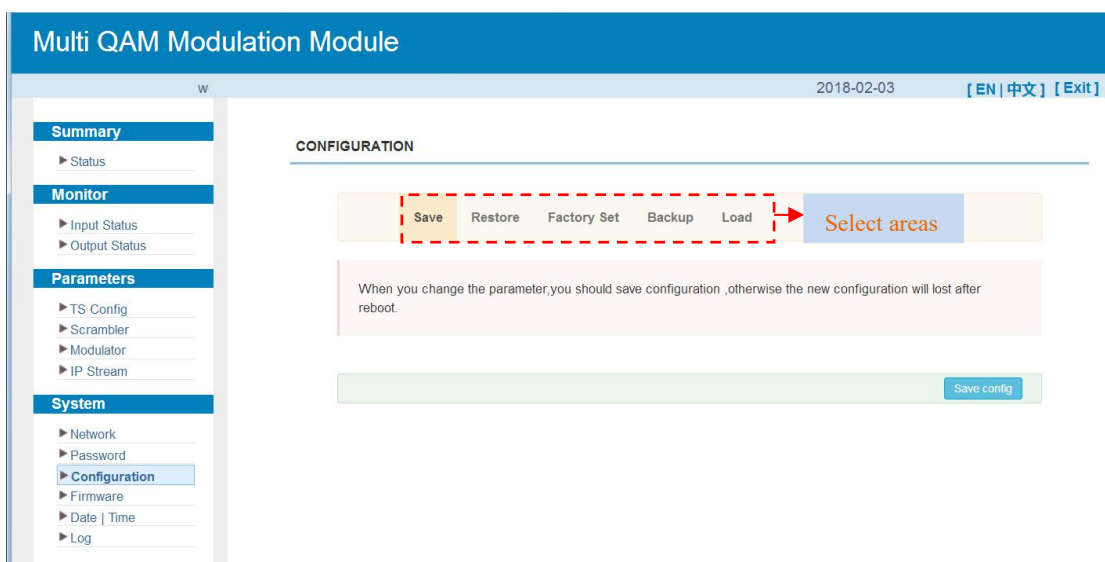 Multi QAM Modulation Module
w
2018-02-03
[ EN | 中文 ] [ Exit ]
Summary
Status
Monitor
Input Status
Output Status
Parameters
TS Config
Scrambler
Modulator
IP Stream
System
Network
Password
Configuration
Firmware
Date | Time
Log
CONFIGURATION
Save Restore Factory Set Backup Load
Select areas
When you change the parameter,you should save configuration ,otherwise the new configuration will lost after
reboot.
Save config